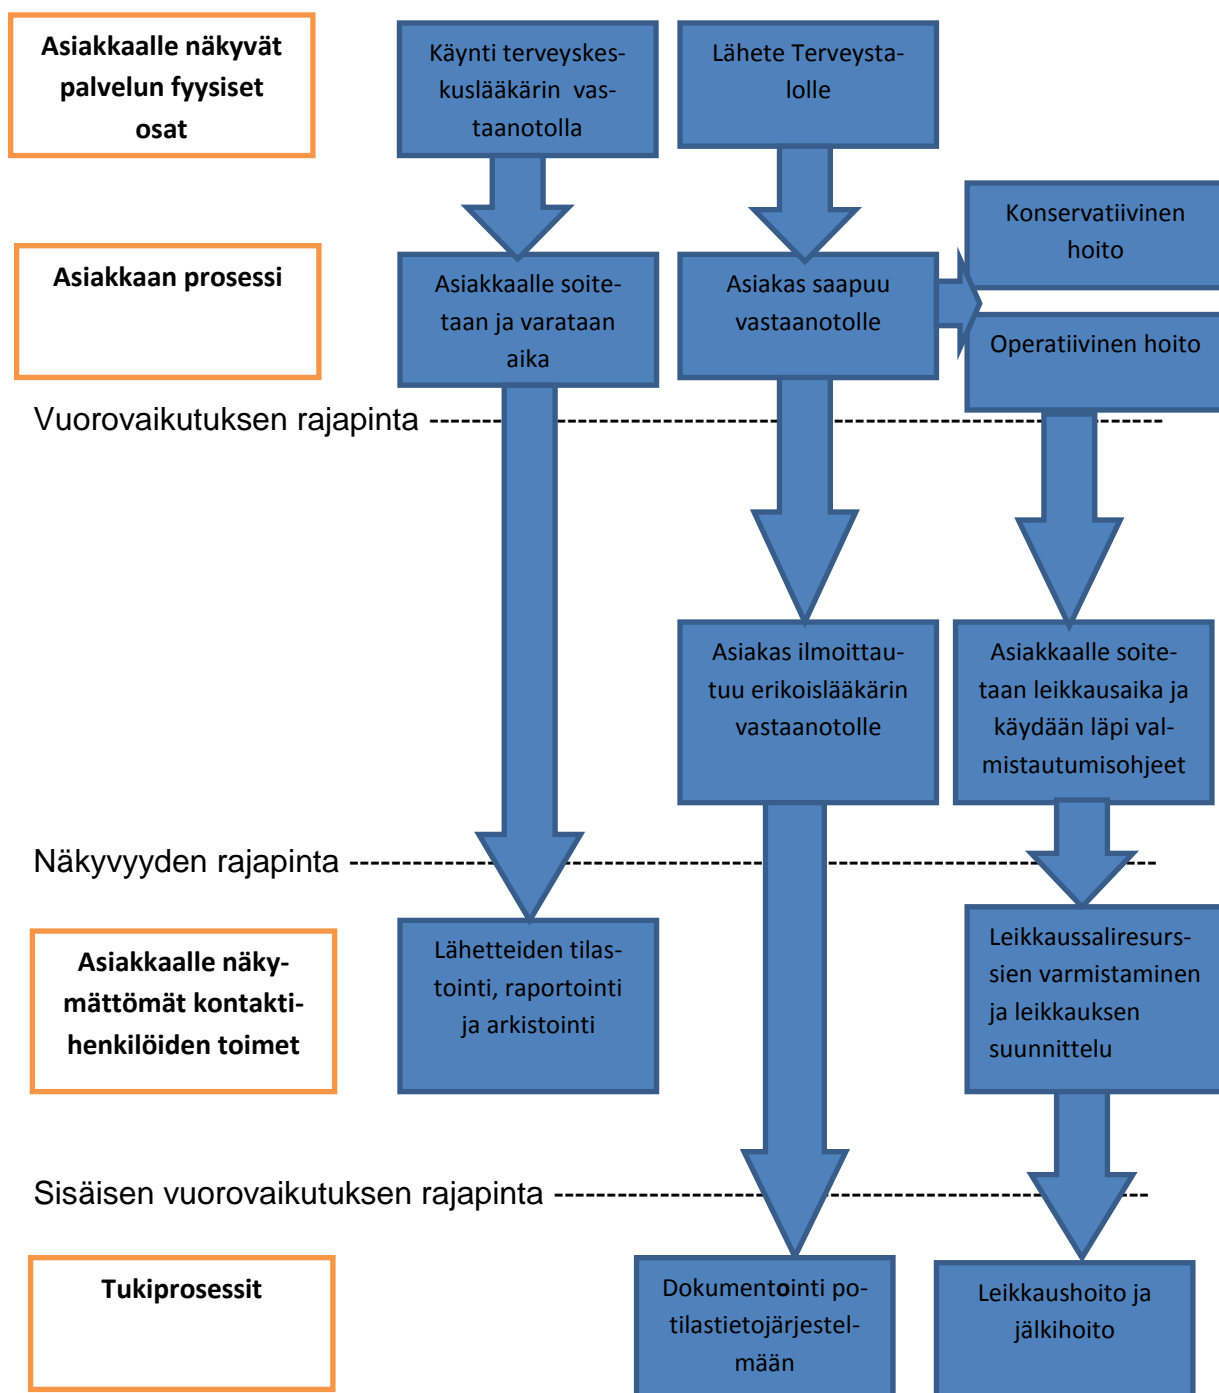 Asiakkaalle näkyvät
palvelun fyysiset
osat
Käynti terveyskes-
kuslääkärin vas-
taanotolla
Lähete Terveysta-
lolle
Konservatiivinen
hoito
Asiakkaan prosessi
Asiakkaalle soite-
taan ja varataan
aika
Asiakas saapuu
vastaanotolle
Operatiivinen hoito
Vuorovaikutuksen rajapinta ------------------------------------------------
Asiakas ilmoittau-
tuu erikoislääkärin
vastaanotolle
Asiakkaalle soite-
taan leikkausaika ja
käydään läpi val-
mistautumisohjeet
Näkyvyyden rajapinta ------------------------------------------------
Asiakkaalle näky-
mättömät kontakti-
henkilöiden toimet
Lähetteiden tilas-
tointi, raportointi
ja arkistointi
Leikkaussaliresurs-
sien varmistaminen
ja leikkauksen
suunnittelu
Sisäisen vuorovaikutuksen rajapinta ------------------------------------------------
Tukiprosessit
Dokumentointi po-
tilastietojärjestel-
mään
Leikkaushoito ja
jälkihoito